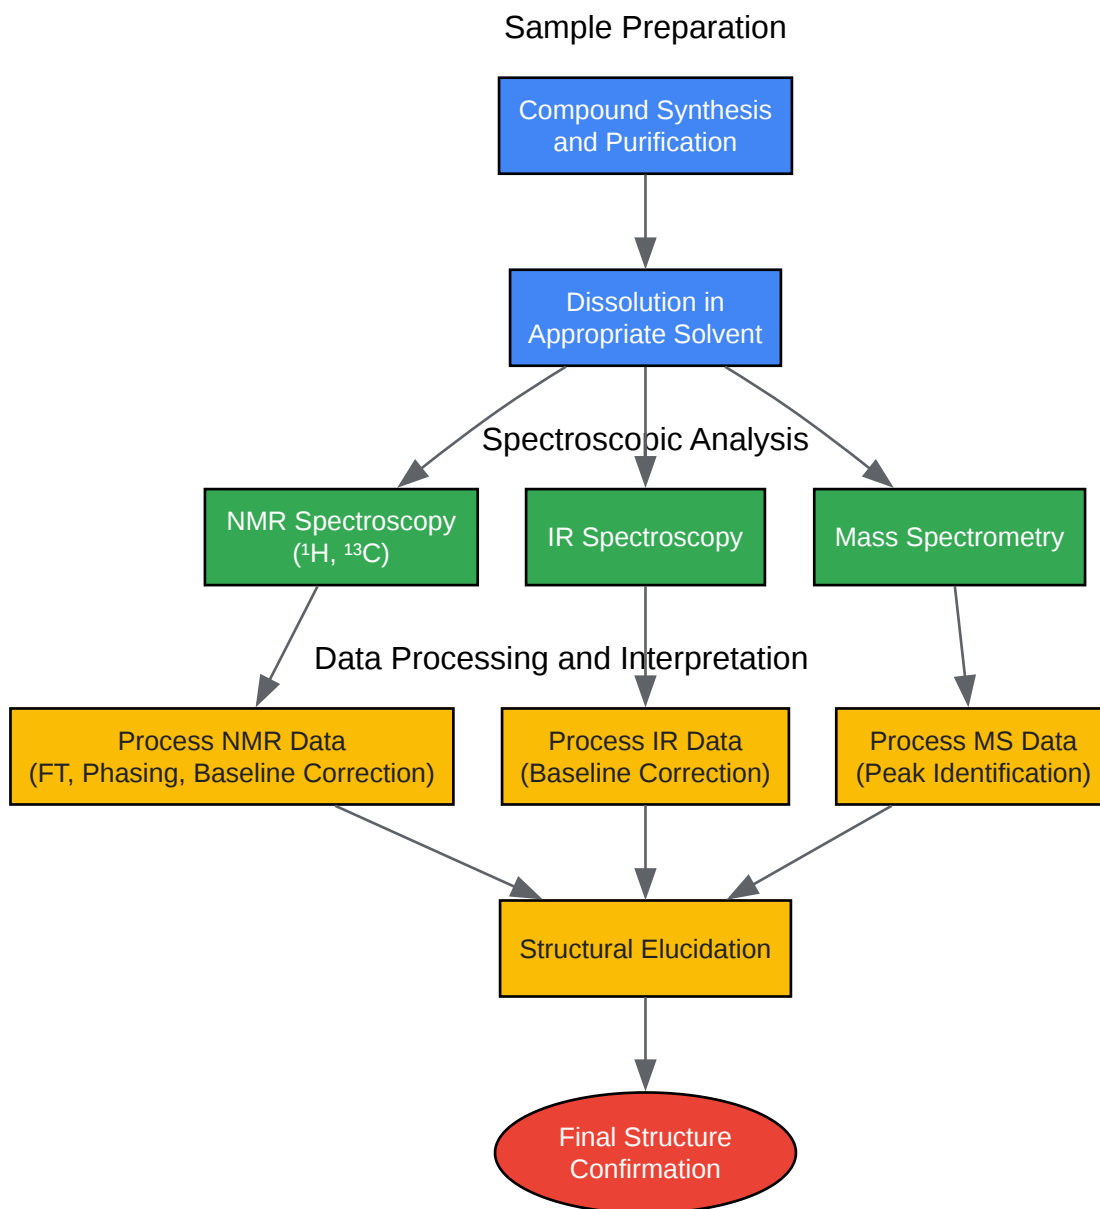 Sample Preparation
Compound Synthesis
and Purification
Dissolution in
Appropriate Solvent
Spectroscopic Analysis
NMR Spectroscopy
(¹H, ¹³C)
IR Spectroscopy
Mass Spectrometry
Data Processing and Interpretation
Process NMR Data
(FT, Phasing, Baseline Correction)
Process IR Data
(Baseline Correction)
Process MS Data
(Peak Identification)
Structural Elucidation
Final Structure
Confirmation